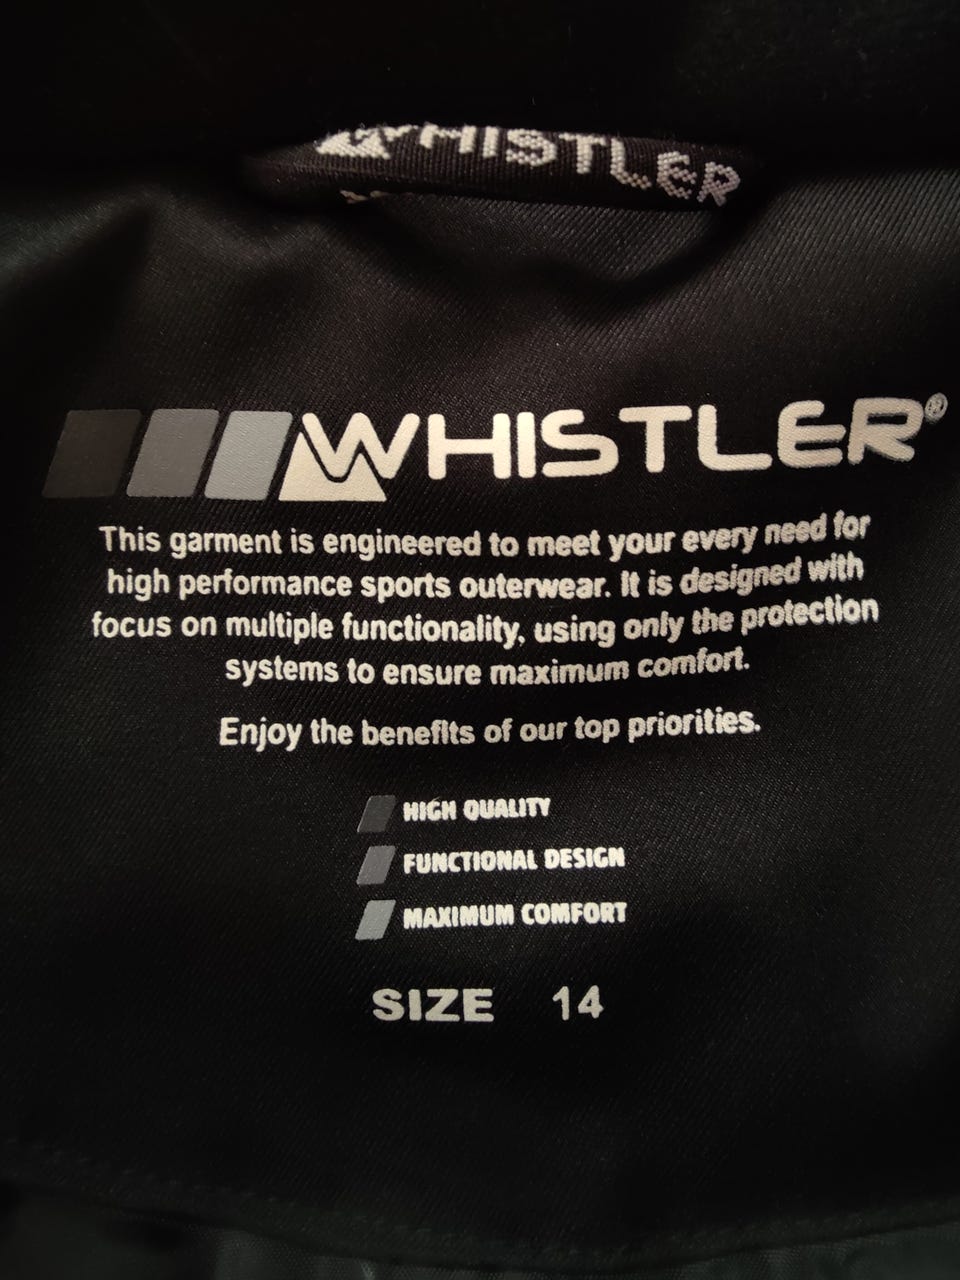 WHISTLER
WHISTLER®
This garment is engineered to meet your every need for
high performance sports outerwear. It is designed with
focus on multiple functionality, using only the protection
systems to ensure maximum comfort.
Enjoy the benefits of our top priorities.
HIGH QUALITY
FUNCTIONAL DESIGN
MAXIMUM COMFORT
SIZE 14